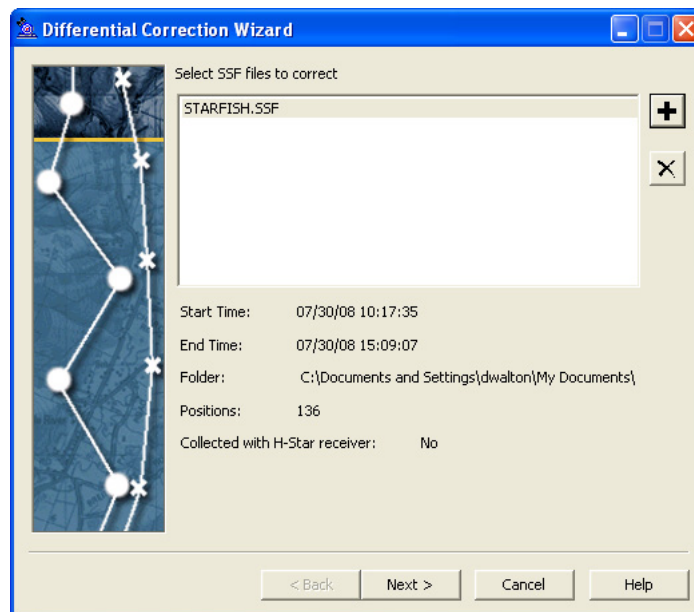 Differential Correction Wizard
Select SSF files to correct
STARFISH.SSF
Start Time: 07/30/08 10:17:35
End Time: 07/30/08 15:09:07
Folder: C:\Documents and Settings\dwalton\My Documents\
Positions: 136
Collected with H-Star receiver: No
< Back Next > Cancel Help